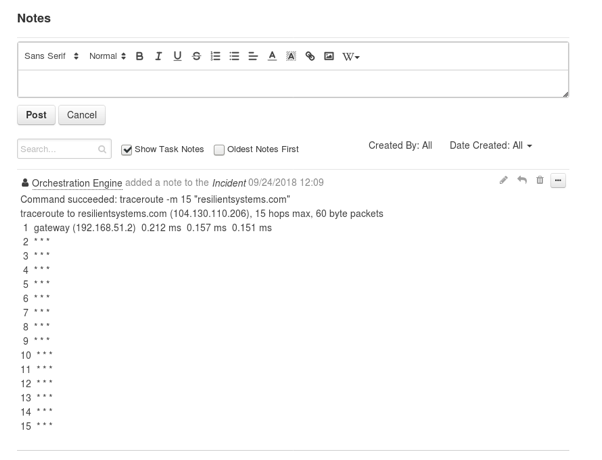 Notes
Sans Serif Normal B I U S A A W
Post Cancel
Search... Show Task Notes Oldest Notes First Created By: All Date Created: All
Orchestration Engine added a note to the Incident 09/24/2018 12:09
Command succeeded: traceroute -m 15 "resilientsystems.com"
traceroute to resilientsystems.com (104.130.110.206), 15 hops max, 60 byte packets
1 gateway (192.168.51.2) 0.212 ms 0.157 ms 0.151 ms
2 * * *
3 * * *
4 * * *
5 * * *
6 * * *
7 * * *
8 * * *
9 * * *
10 * * *
11 * * *
12 * * *
13 * * *
14 * * *
15 * * *